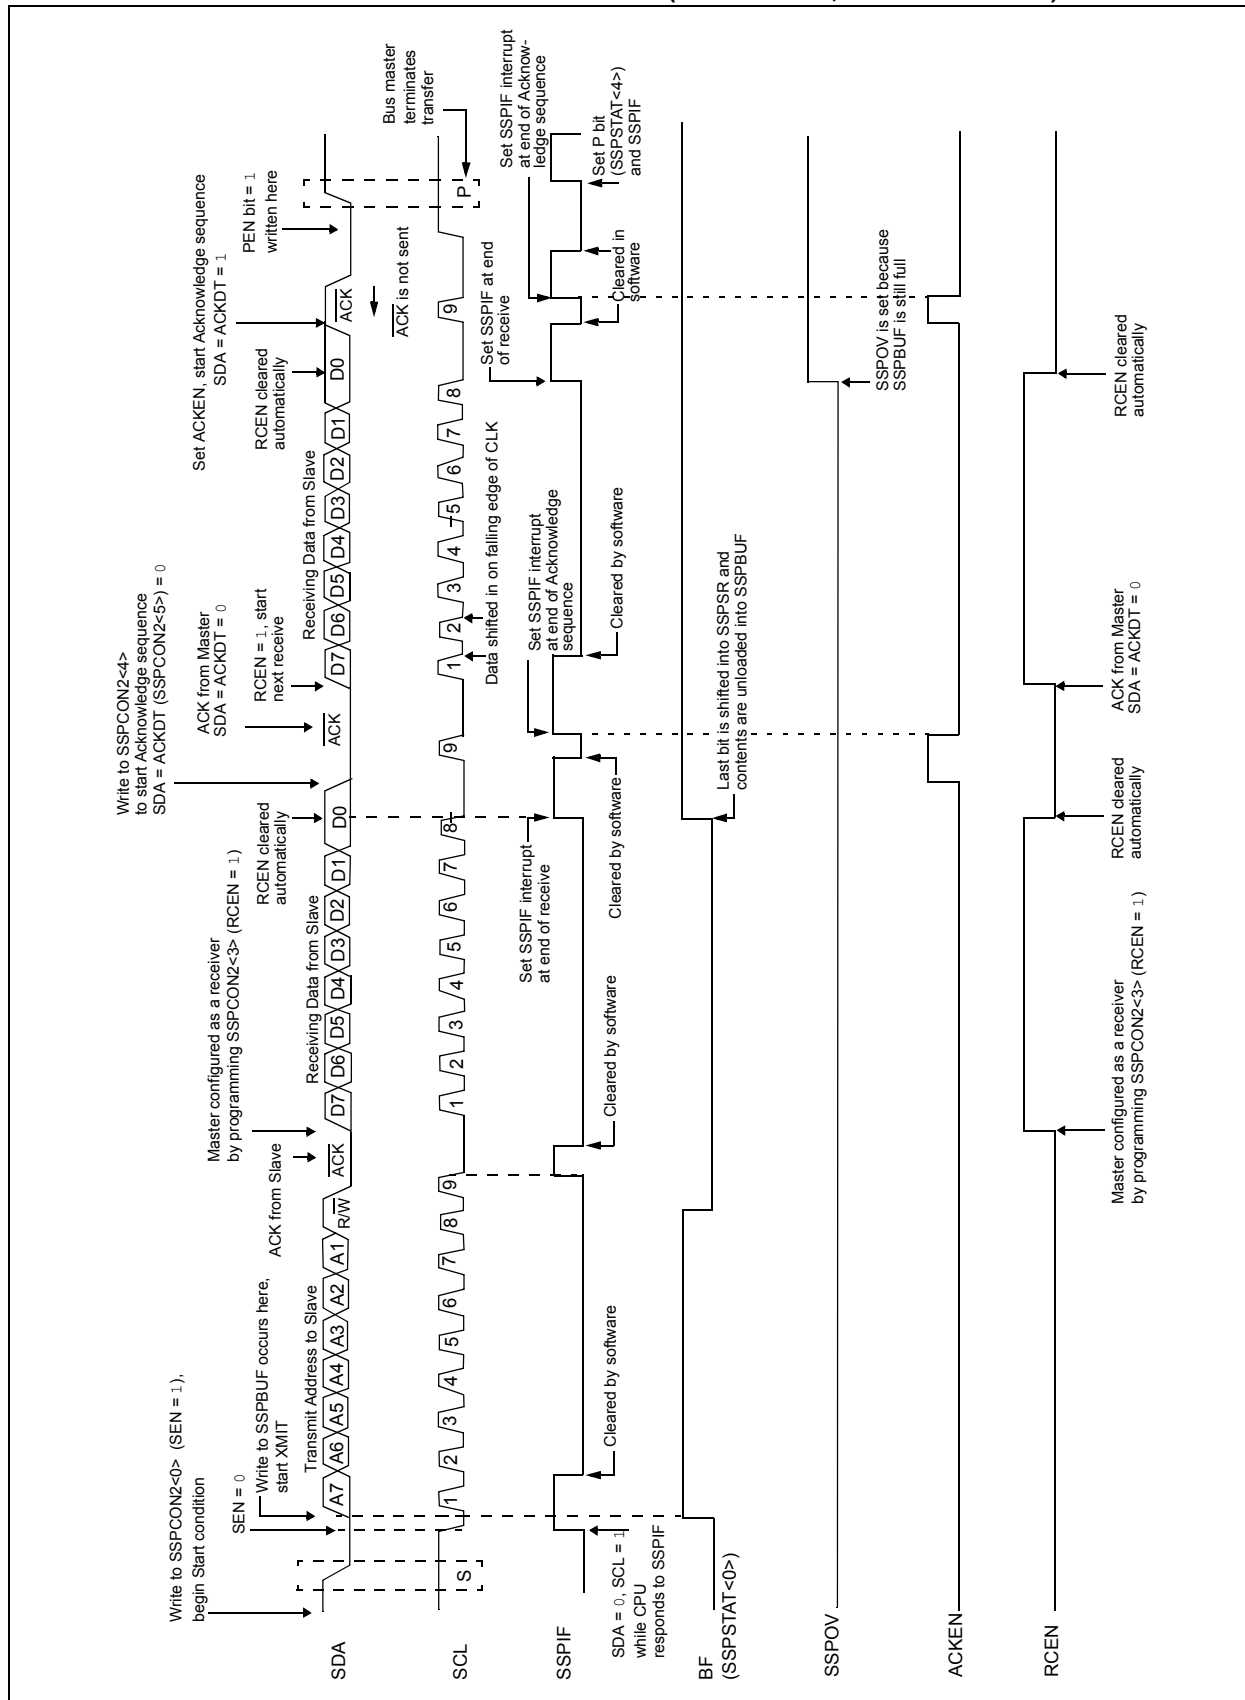 Write to SSPCON2<0> (SEN = 1),
begin Start condition
SEN = 0
Write to SSPBUF occurs here,
start XMIT
Transmit Address to Slave
ACK from Slave
Master configured as a receiver
by programming SSPCON2<3> (RCEN = 1)
Receiving Data from Slave
RCEN cleared
automatically
Write to SSPCON2<4>
to start Acknowledge sequence
SDA = ACKDT (SSPCON2<5>) = 0
ACK from Master
SDA = ACKDT = 0
RCEN = 1, start
next receive
Receiving Data from Slave
RCEN cleared
automatically
Set ACKEN, start Acknowledge sequence
SDA = ACKDT = 1
PEN bit = 1
written here
SDA
A7 A6 A5 A4 A3 A2 A1 R/W ACK D7 D6 D5 D4 D3 D2 D1 D0 ACK D7 D6 D5 D4 D3 D2 D1 D0 ACK
ACK is not sent
Bus master
terminates
transfer
SCL
S 1 2 3 4 5 6 7 8 9 1 2 3 4 5 6 7 8 9 1 2 3 4 5 6 7 8 9 P
Data shifted in on falling edge of CLK
Set SSPIF interrupt
at end of receive
Set SSPIF interrupt
at end of Acknowledge
sequence
Set SSPIF at end
of receive
Set SSPIF interrupt
at end of Acknow-
ledge sequence
SSPIF
SDA = 0, SCL = 1
while CPU
responds to SSPIF
Cleared by software
Cleared by software
Cleared by software
Cleared by software
Cleared in
software
Set P bit
(SSPSTAT<4>)
and SSPIF
BF
(SSPSTAT<0>)
Last bit is shifted into SSPSR and
contents are unloaded into SSPBUF
SSPOV
SSPOV is set because
SSPBUF is still full
ACKEN
RCEN
Master configured as a receiver
by programming SSPCON2<3> (RCEN = 1)
RCEN cleared
automatically
ACK from Master
SDA = ACKDT = 0
RCEN cleared
automatically